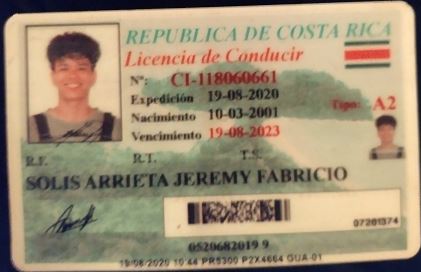 REPUBLICA DE COSTA RICA
Licencia de Conducir
Nº: CI-118060661
Expedición 19-08-2020
Nacimiento 10-03-2001 Tipo: A2
Vencimiento 19-08-2023
R.F. R.T. T.S.
SOLIS ARRIETA JEREMY FABRICIO
07261374
0520682019 9
19/08/2020 10:44 PR5300 P2X4664 GUA-01